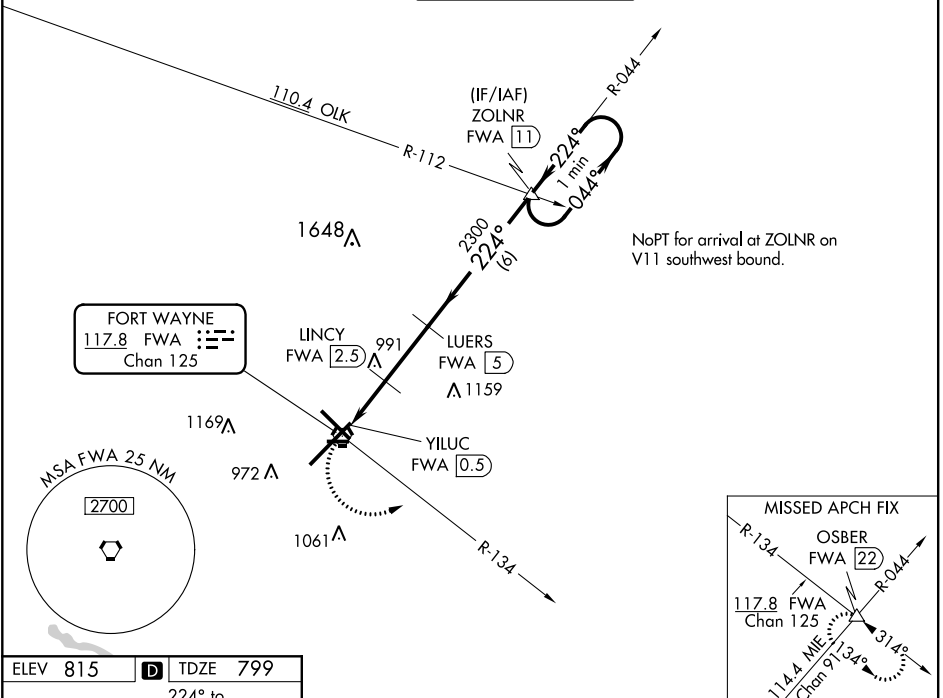 110.4 OLK
R-112
(IF/IAF)
ZOLNR
FWA 11
R-044
224°
1 min
044°
1648
2300
224°
(6)
NoPT for arrival at ZOLNR on
V11 southwest bound.
FORT WAYNE
117.8 FWA
Chan 125
LINCY
FWA 2.5
991
LUERS
FWA 5
1159
1169
YILUC
FWA 0.5
972
MSA FWA 25 NM
2700
1061
R-134
MISSED APCH FIX
R-134
OSBER
FWA 22
R-044
117.8 FWA
Chan 125
314°
134°
114.4 MIE
Chan 91
ELEV 815 D TDZE 799
224° to